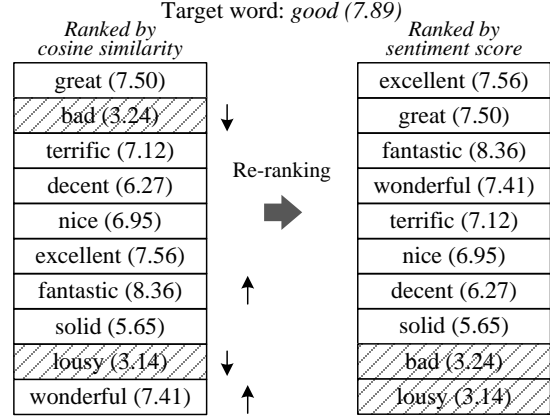 Target word: good (7.89)
Ranked by
cosine similarity
great (7.50)
bad (3.24)
terrific (7.12)
decent (6.27)
nice (6.95)
excellent (7.56)
fantastic (8.36)
solid (5.65)
lousy (3.14)
wonderful (7.41)
Re-ranking
Ranked by
sentiment score
excellent (7.56)
great (7.50)
fantastic (8.36)
wonderful (7.41)
terrific (7.12)
nice (6.95)
decent (6.27)
solid (5.65)
bad (3.24)
lousy (3.14)